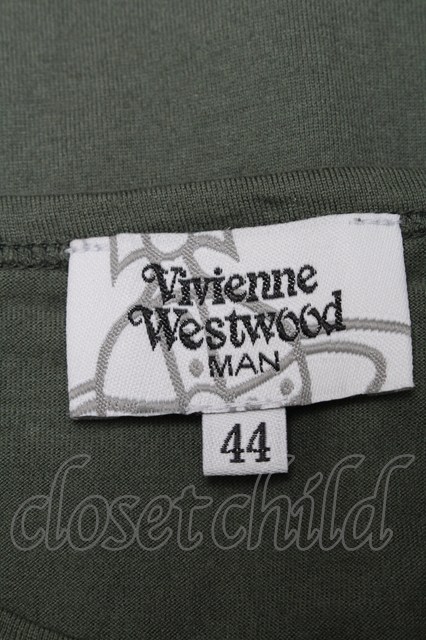 Vivienne
Westwood
MAN
44
closet child